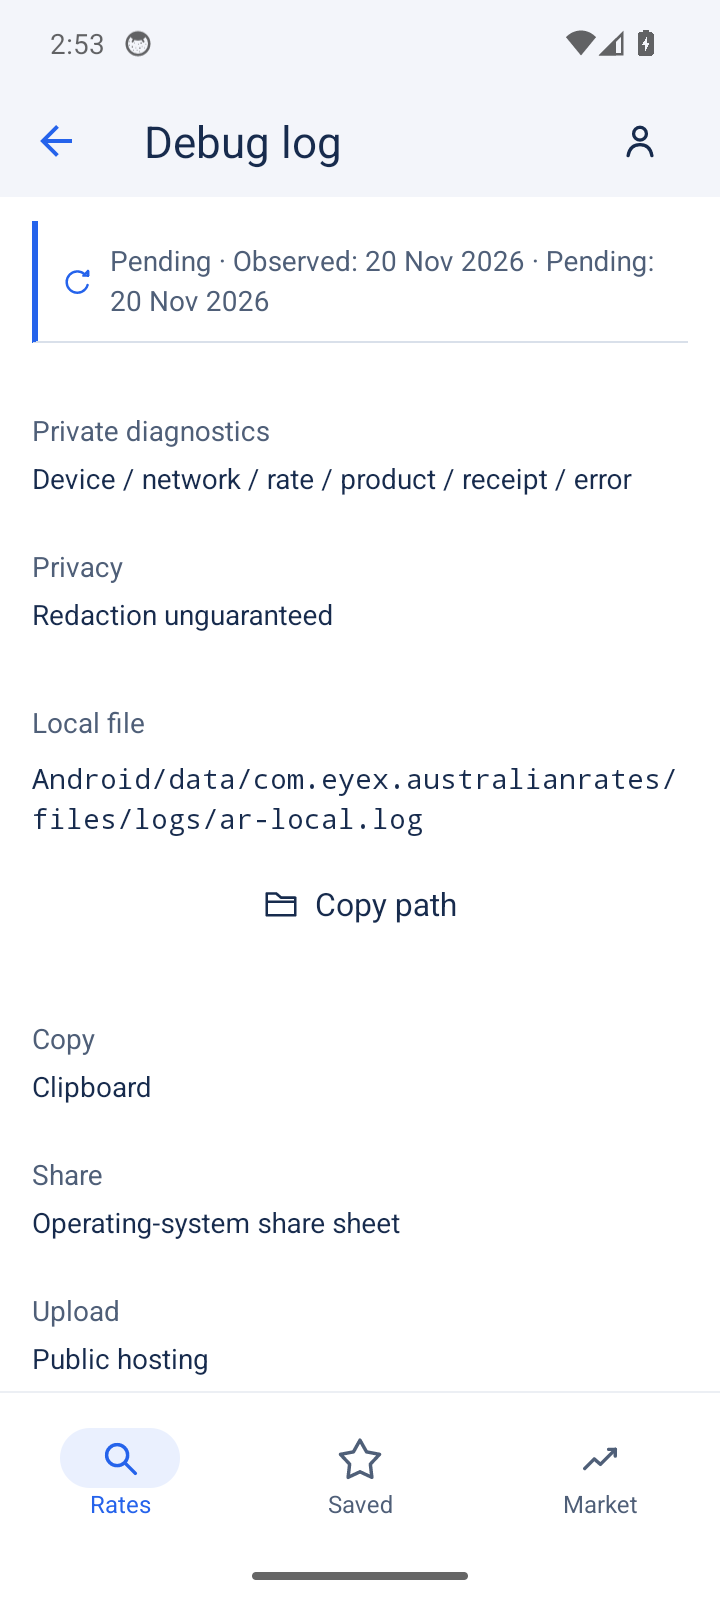 2:53
Debug log
Pending · Observed: 20 Nov 2026 · Pending:
20 Nov 2026
Private diagnostics
Device / network / rate / product / receipt / error
Privacy
Redaction unguaranteed
Local file
Android/data/com.eyex.australianrates/
files/logs/ar-local.log
Copy path
Copy
Clipboard
Share
Operating-system share sheet
Upload
Public hosting
Rates
Saved
Market